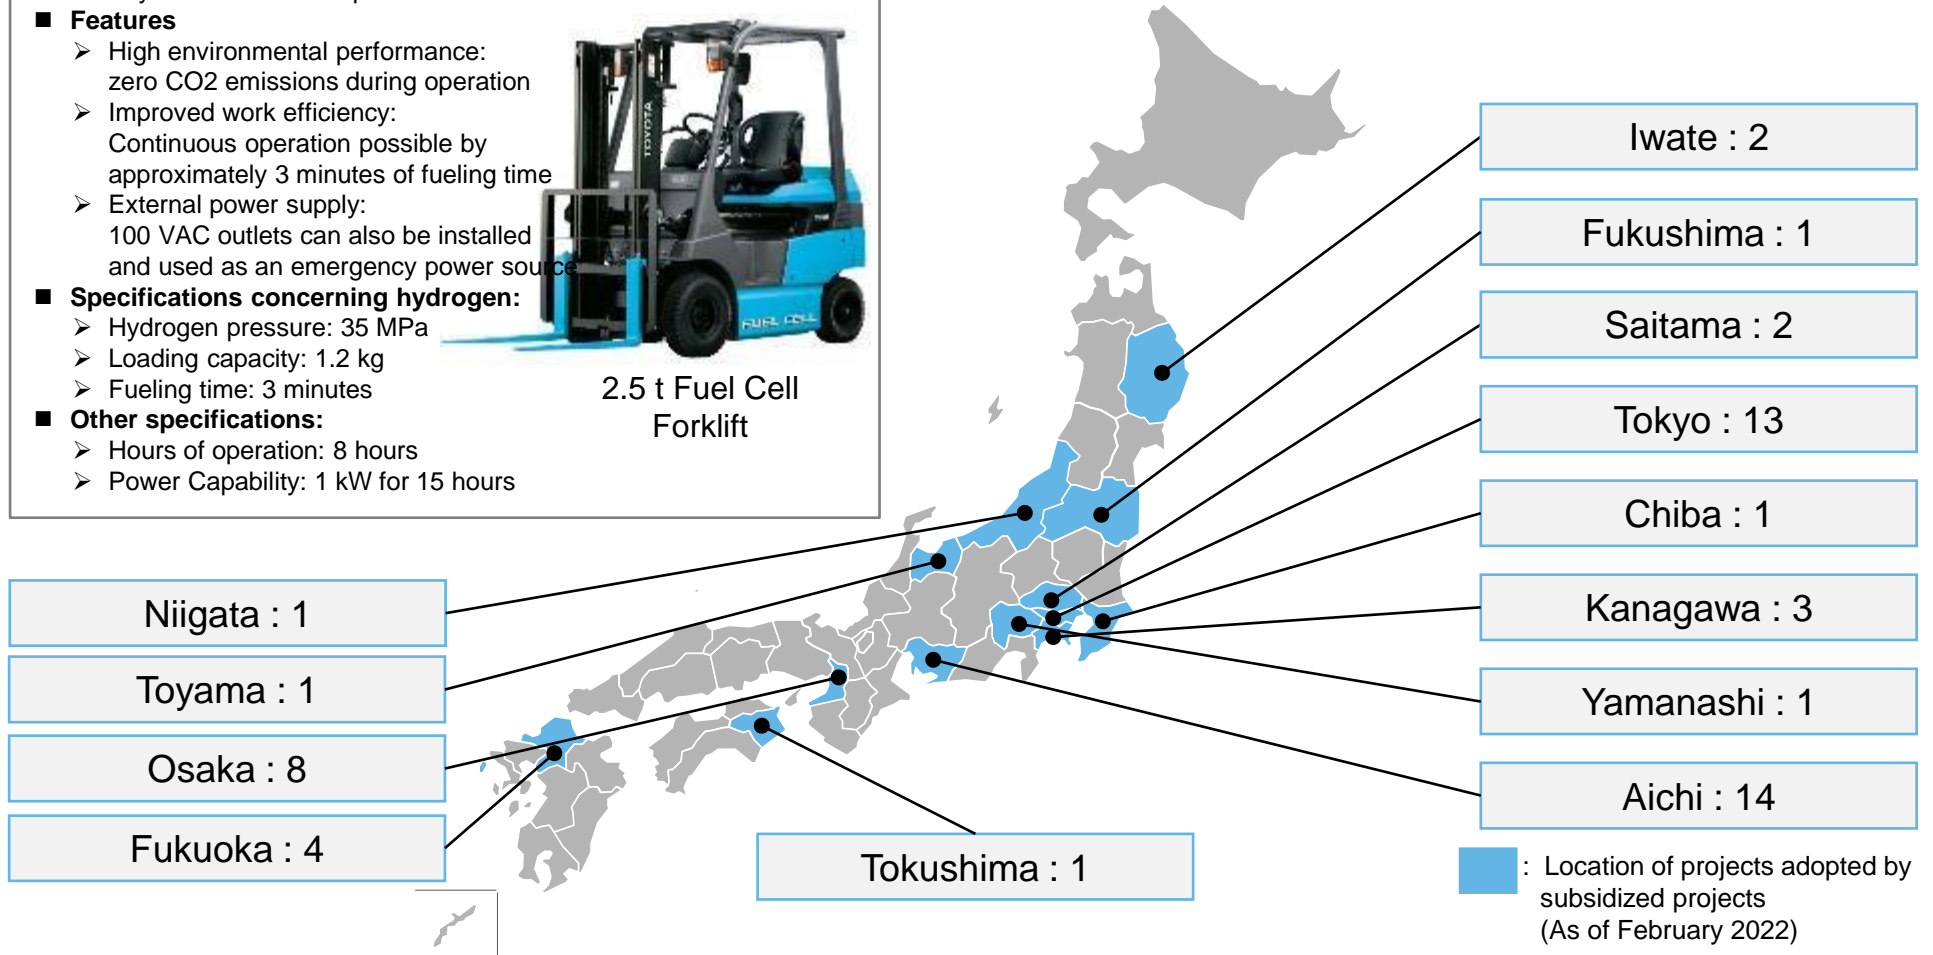 ■ Features
➢ High environmental performance:
zero CO2 emissions during operation
➢ Improved work efficiency:
Continuous operation possible by
approximately 3 minutes of fueling time
➢ External power supply:
100 VAC outlets can also be installed
and used as an emergency power source
■ Specifications concerning hydrogen:
➢ Hydrogen pressure: 35 MPa
➢ Loading capacity: 1.2 kg
➢ Fueling time: 3 minutes
■ Other specifications:
➢ Hours of operation: 8 hours
➢ Power Capability: 1 kW for 15 hours
TOYOTA
FUEL CELL
2.5 t Fuel Cell
Forklift
Iwate : 2
Fukushima : 1
Saitama : 2
Tokyo : 13
Chiba : 1
Kanagawa : 3
Yamanashi : 1
Aichi : 14
Niigata : 1
Toyama : 1
Osaka : 8
Fukuoka : 4
Tokushima : 1
: Location of projects adopted by
subsidized projects
(As of February 2022)